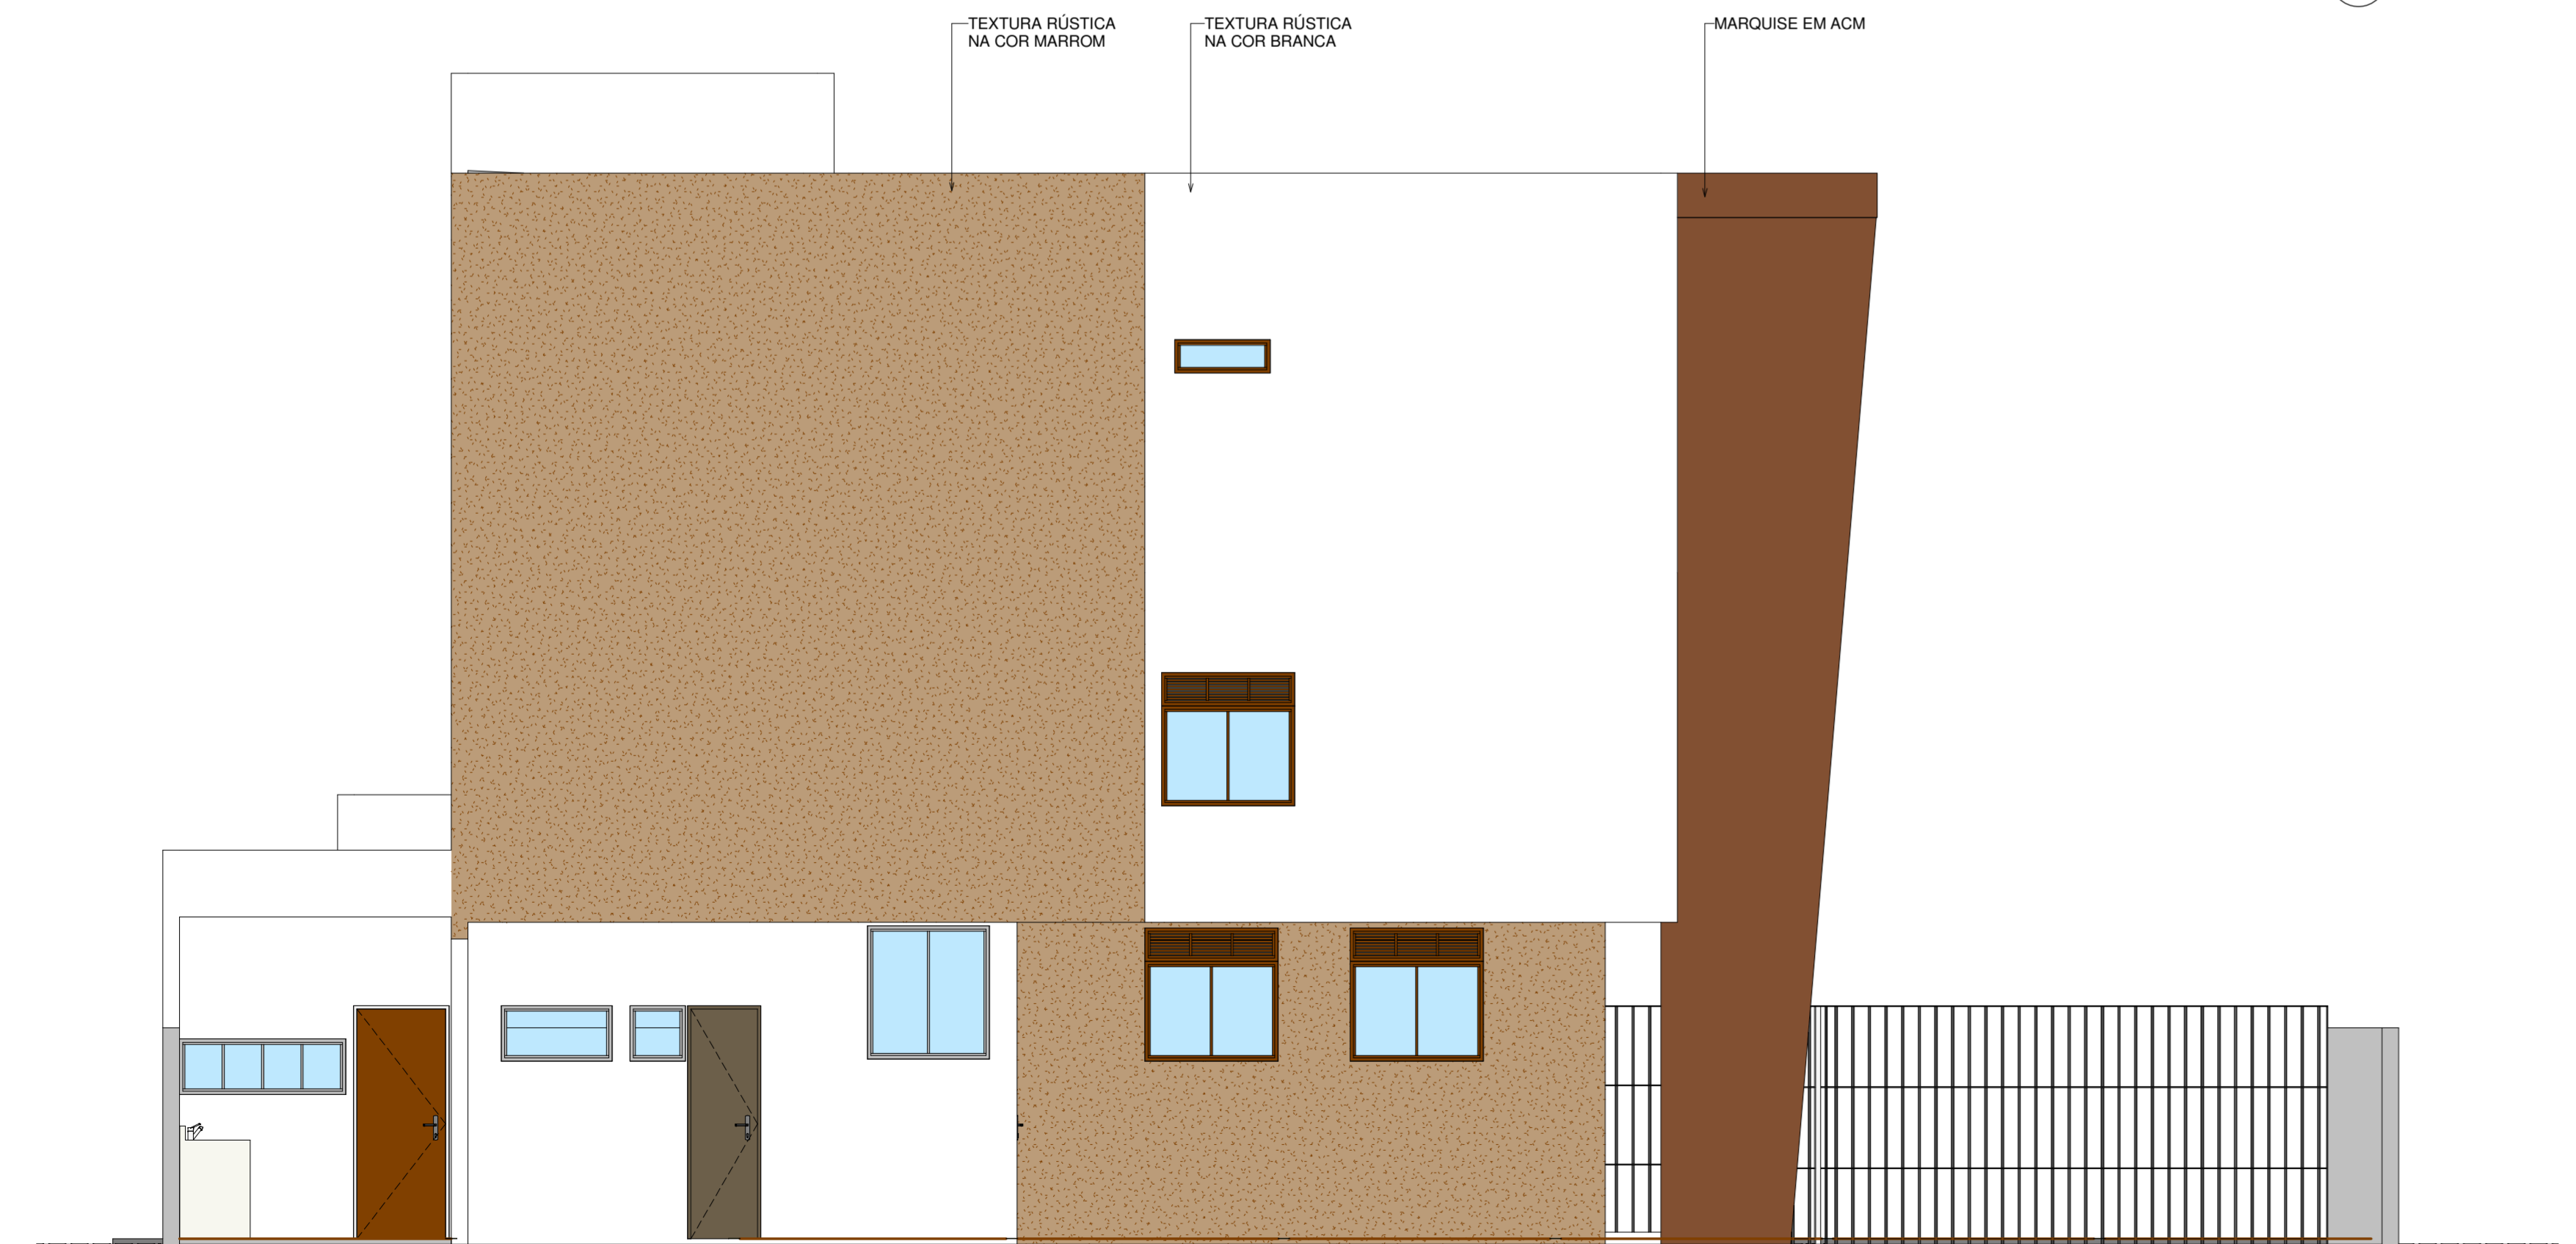 TEXTURA RÚSTICA
NA COR MARROM
TEXTURA RÚSTICA
NA COR BRANCA
MARQUISE EM ACM